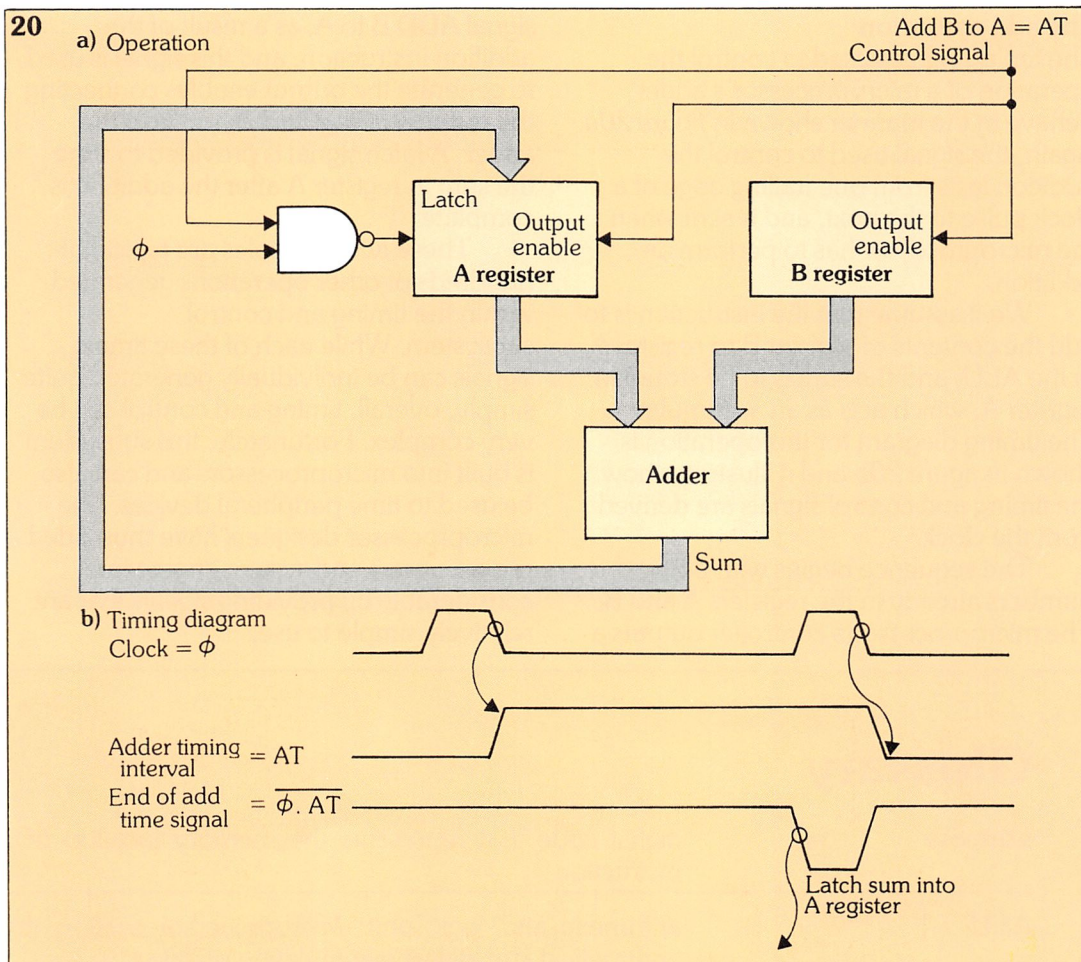 20
a) Operation
Add B to A = AT
Control signal
Latch
Output
enable
A register
Output
enable
B register
ϕ
Adder
Sum
b) Timing diagram
Clock = ϕ
Adder timing
interval = AT
End of add
time signal = \overline{ϕ. AT}
Latch sum into
A register